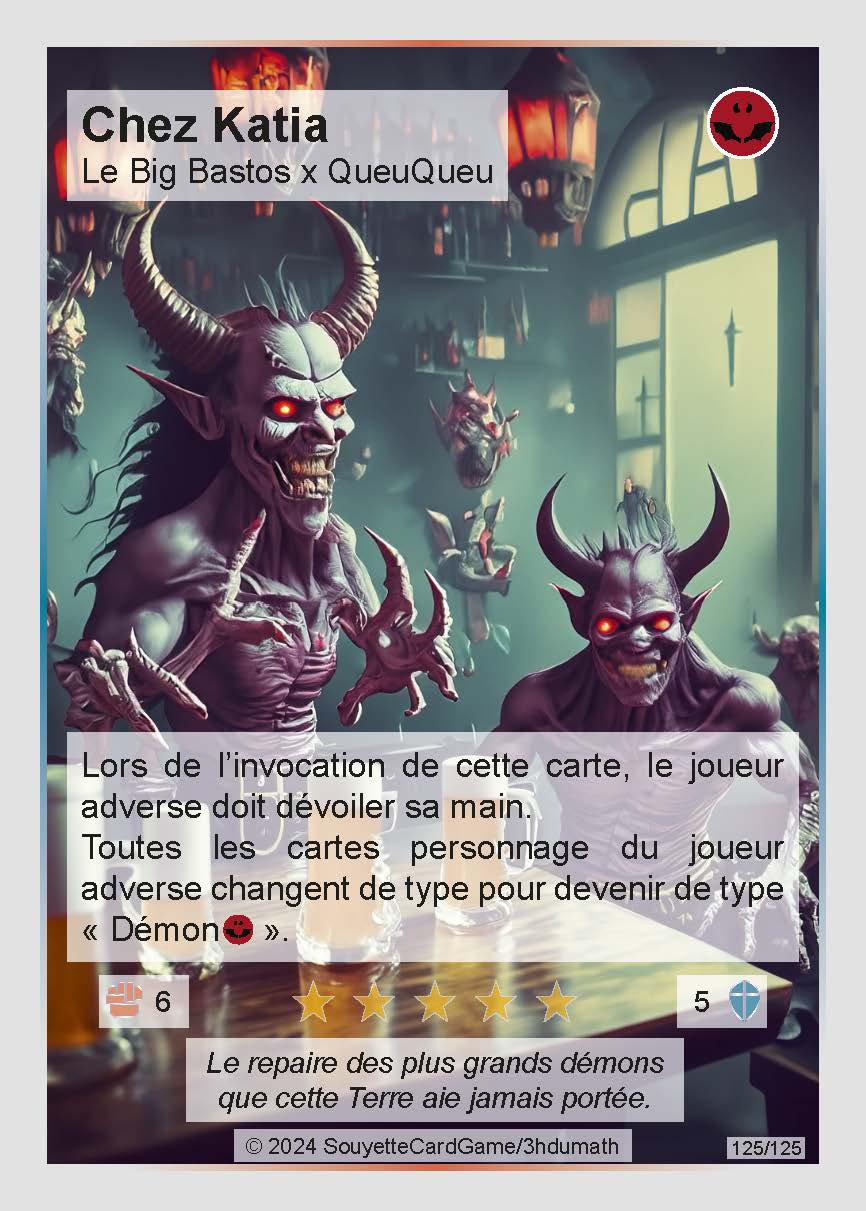 Chez Katia
Le Big Bastos x QueuQueu
Lors de l’invocation de cette carte, le joueur
adverse doit dévoiler sa main.
Toutes les cartes personnage du joueur
adverse changent de type pour devenir de type
« Démon ».
6
5
Le repaire des plus grands démons
que cette Terre aie jamais portée.
© 2024 SouyetteCardGame/3hdumath
125/125